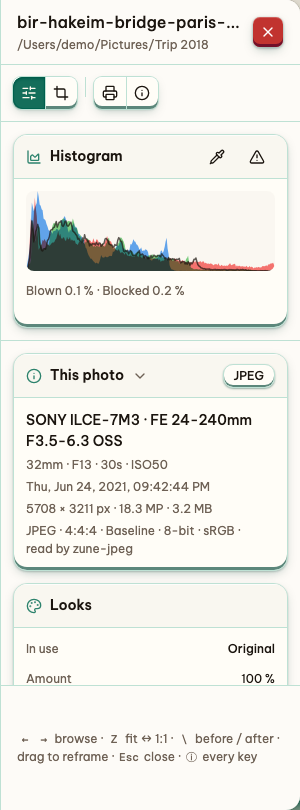 bir-hakeim-bridge-paris-...
/Users/demo/Pictures/Trip 2018
Histogram
Blown 0.1 % · Blocked 0.2 %
This photo
JPEG
SONY ILCE-7M3 · FE 24-240mm
F3.5-6.3 OSS
32mm · F13 · 30s · ISO50
Thu, Jun 24, 2021, 09:42:44 PM
5708 × 3211 px · 18.3 MP · 3.2 MB
JPEG · 4:4:4 · Baseline · 8-bit · sRGB ·
read by zune-jpeg
Looks
In use Original
Amount 100 %
← → browse · Z fit ↔ 1:1 · \ before / after ·
drag to reframe · Esc close · ⓘ every key